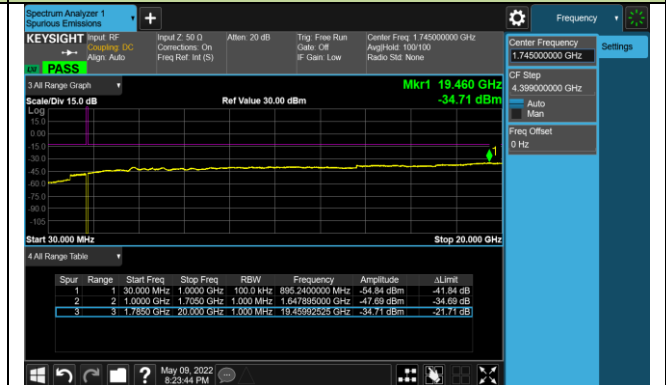 Spectrum Analyzer 1
Spurious Emissions
+
Frequency
KEYSIGHT
Input: RF
Coupling: DC
Align: Auto
Input Z: 50 Ω
Corrections: On
Freq Ref: Int (S)
Atten: 20 dB
Trig: Free Run
Gate: Off
IF Gain: Low
Center Freq: 1.745000000 GHz
Avg|Hold: 100/100
Radio Std: None
PASS
Center Frequency
1.745000000 GHz
Settings
CF Step
4.399000000 GHz
Auto
Man
Freq Offset
0 Hz
3 All Range Graph
Mkr1 19.460 GHz
Scale/Div 15.0 dB
Ref Value 30.00 dBm
-34.71 dBm
Log
15.0
0.00
-15.0
-30.0
-45.0
-60.0
-75.0
-90.0
-105
1
Start 30.000 MHz
Stop 20.000 GHz
4 All Range Table
Spur Range Start Freq Stop Freq RBW Frequency Amplitude ΔLimit
1 1 30.000 MHz 1.0000 GHz 100.0 kHz 895.2400000 MHz -54.84 dBm -41.84 dB
2 2 1.0000 GHz 1.7050 GHz 1.000 MHz 1.647895000 GHz -47.69 dBm -34.69 dB
3 3 1.7850 GHz 20.000 GHz 1.000 MHz 19.45992525 GHz -34.71 dBm -21.71 dB
?
May 09, 2022
8:23:44 PM